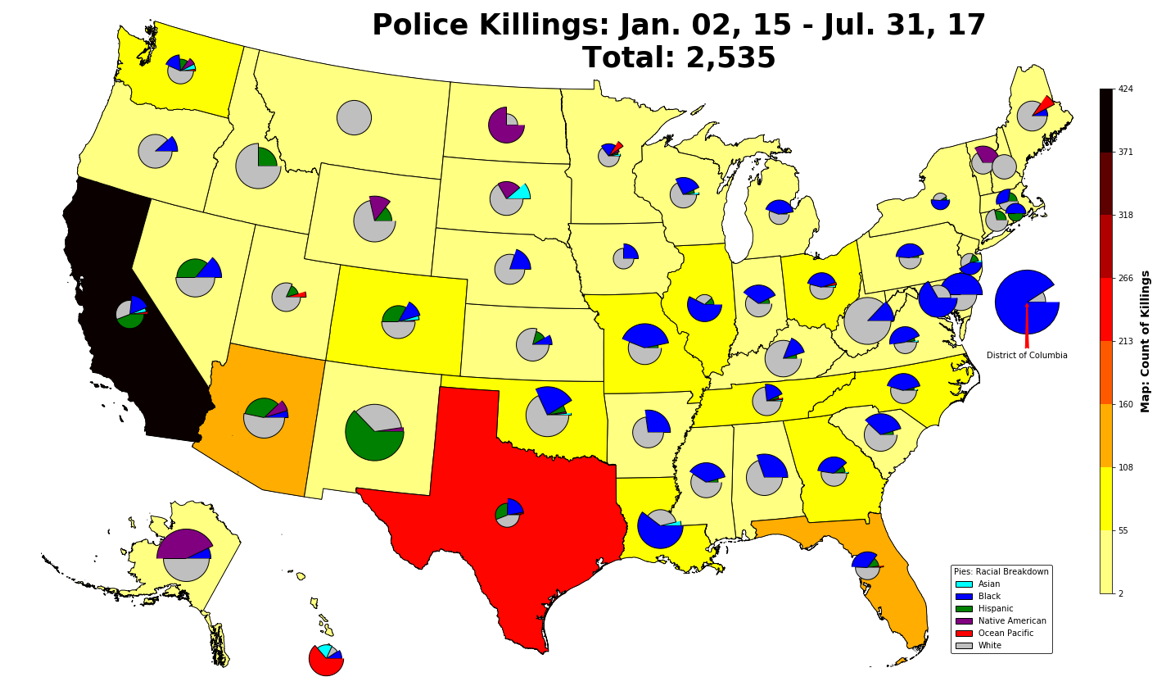 Police Killings: Jan. 02, 15 - Jul. 31, 17
Total: 2,535
424
371
318
266
213
160
108
55
2
Map: Count of Killings
District of Columbia
Pies: Racial Breakdown
Asian
Black
Hispanic
Native American
Ocean Pacific
White